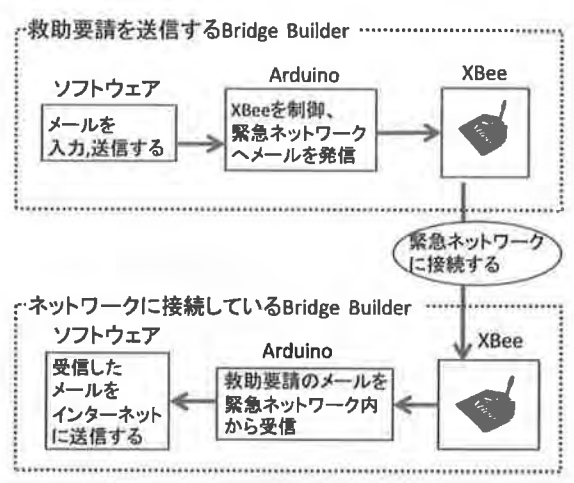 救助要請を送信するBridge Builder
ソフトウェア
メールを
入力,送信する
Arduino
XBeeを制御、
緊急ネットワーク
へメールを発信
XBee
緊急ネットワーク
に接続する
ネットワークに接続しているBridge Builder
ソフトウェア
受信した
メールを
インターネット
に送信する
Arduino
救助要請のメールを
緊急ネットワーク内
から受信
XBee